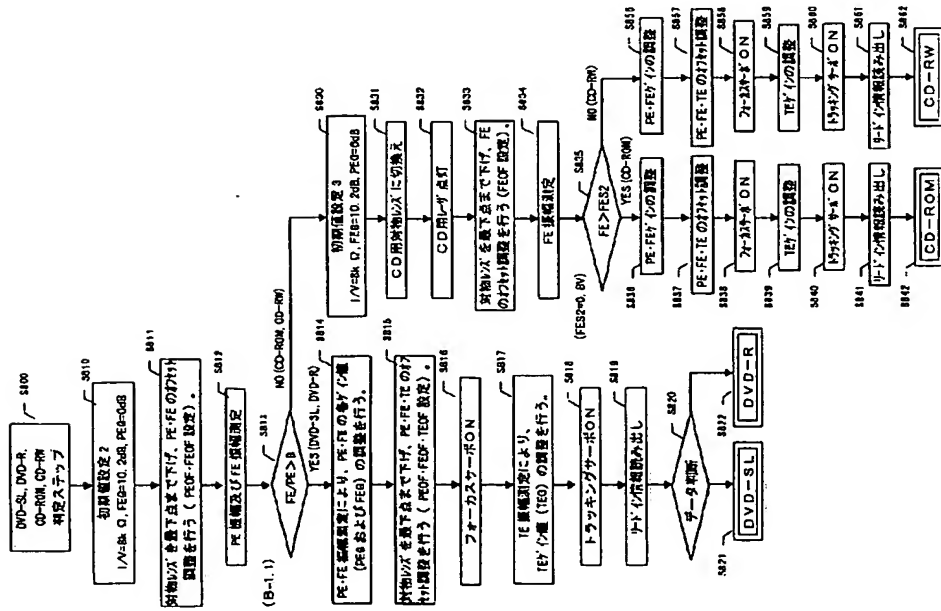 S800
DVD-SL, DVD-R,
CD-ROM, CD-RW
判定ステップ
S810
初期値設定2
I/V=8kΩ, FEG=10.2dB, PEG=0dB
S811
対物レンズを最下点まで下げ、PE・FEのオフセット
調整を行う(PEOF・FEOF設定)。
S812
PE振幅及びFE振幅測定
S813
FE/PE>B
(B=1.1)
NO(CD-ROM, CD-RW)
YES(DVD-SL, DVD-R)
S814
PE・FE振幅測定により、PE・FEの各ゲイン値
(PEGおよびFEG)の調整を行う。
S815
対物レンズを最下点まで下げ、PE・FE・TEのオフ
セット調整を行う(PEOF・FEOF・TEOF設定)。
S816
フォーカスサーボON
S817
TE振幅測定により、
TEゲイン値(TEG)の調整を行う。
S818
トラッキングサーボON
S819
リードイン情報読み出し
S820
データ判断
S821
DVD-SL
S822
DVD-R
S830
初期値設定3
I/V=8kΩ, FEG=10.2dB, PEG=0dB
S831
CD用対物レンズに切換え
S832
CD用レーザ点灯
S833
対物レンズを最下点まで下げ、FE
のオフセット調整を行う(FEOF設定)。
S834
FE振幅測定
S835
FE>FES2
(FES2=0.8V)
NO(CD-RW)
YES(CD-ROM)
S836
PE・FEゲインの調整
S837
PE・FE・TEのオフセット調整
S838
フォーカスサーボON
S839
TEゲインの調整
S840
トラッキングサーボON
S841
リードイン情報読み出し
S842
CD-ROM
S856
PE・FEゲインの調整
S857
PE・FE・TEのオフセット調整
S858
フォーカスサーボON
S859
TEゲインの調整
S860
トラッキングサーボON
S861
リードイン情報読み出し
S862
CD-RW